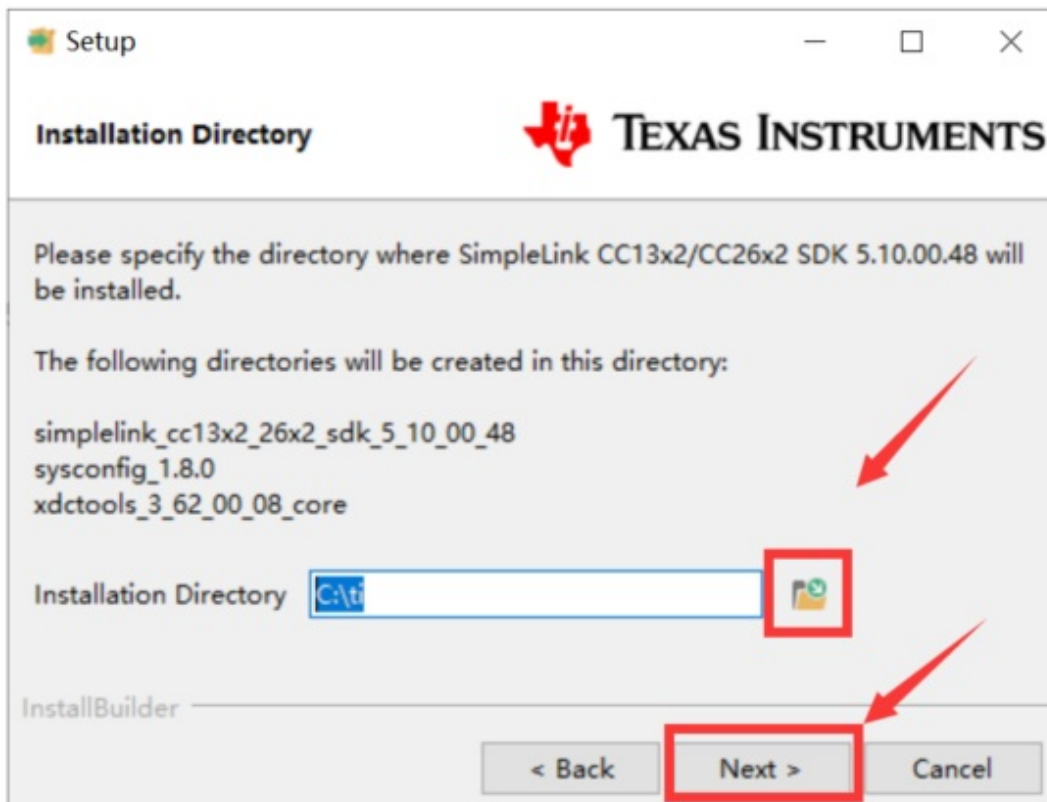 Setup
Installation Directory
TEXAS INSTRUMENTS
Please specify the directory where SimpleLink CC13x2/CC26x2 SDK 5.10.00.48 will
be installed.
The following directories will be created in this directory:
simplelink_cc13x2_26x2_sdk_5_10_00_48
sysconfig_1.8.0
xdctools_3_62_00_08_core
Installation Directory C:\ti
InstallBuilder
< Back Next > Cancel